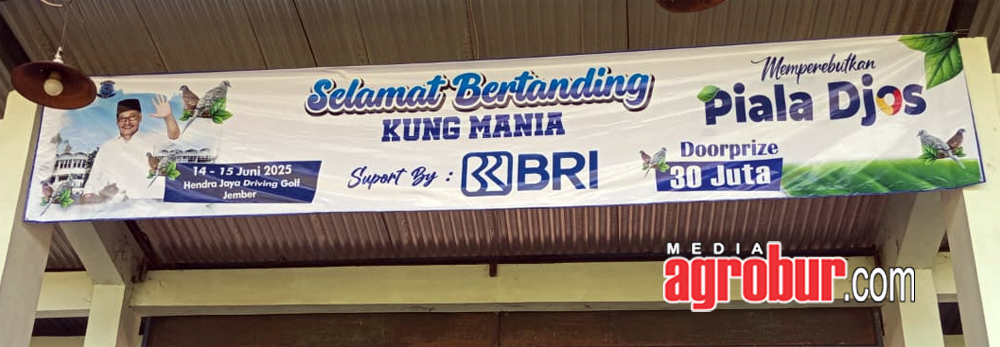 Selamat Bertanding
KUNG MANIA
Suport By : BRI
14 - 15 Juni 2025
Hendra Jaya Driving Golf
Jember
Memperebutkan
Piala Djos
Doorprize
30 Juta
MEDIA
agrobur.com